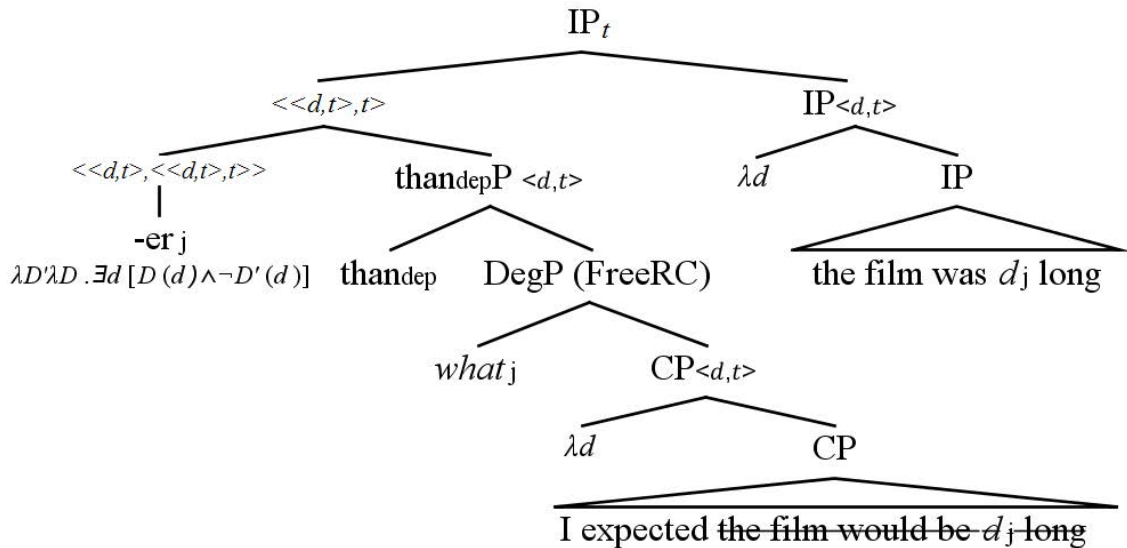 IPt
<<d,t>,t> IP<d,t>
<<d,t>,<<d,t>,t>> thandepP <d,t> λd IP
-er j
λD'λD .∃d [D (d) ∧¬D' (d)] thandep DegP (FreeRC) the film was dj long
what j CP<d,t>
λd CP
I expected the film would be dj long